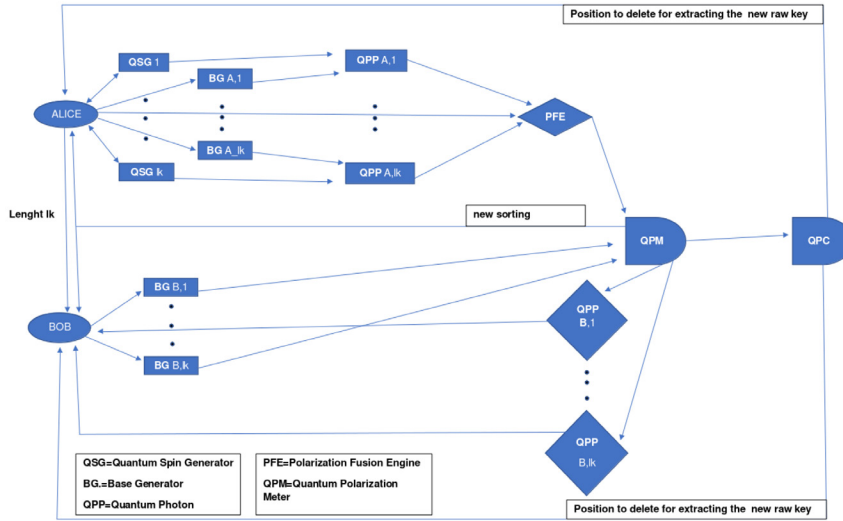 Position to delete for extracting the  new raw key
QSG 1
QPP A,1
BG A,1
ALICE
PFE
BG A_lk
QSG lk
QPP A,lk
Lenght lk
new sorting
QPM
QPC
BG B,1
QPP
B,1
BOB
BG B,lk
QPP
B,lk
QSG=Quantum Spin Generator
BG.=Base Generator
QPP=Quantum Photon
PFE=Polarization Fusion Engine
QPM=Quantum Polarization
Meter
Position to delete for extracting the  new raw key